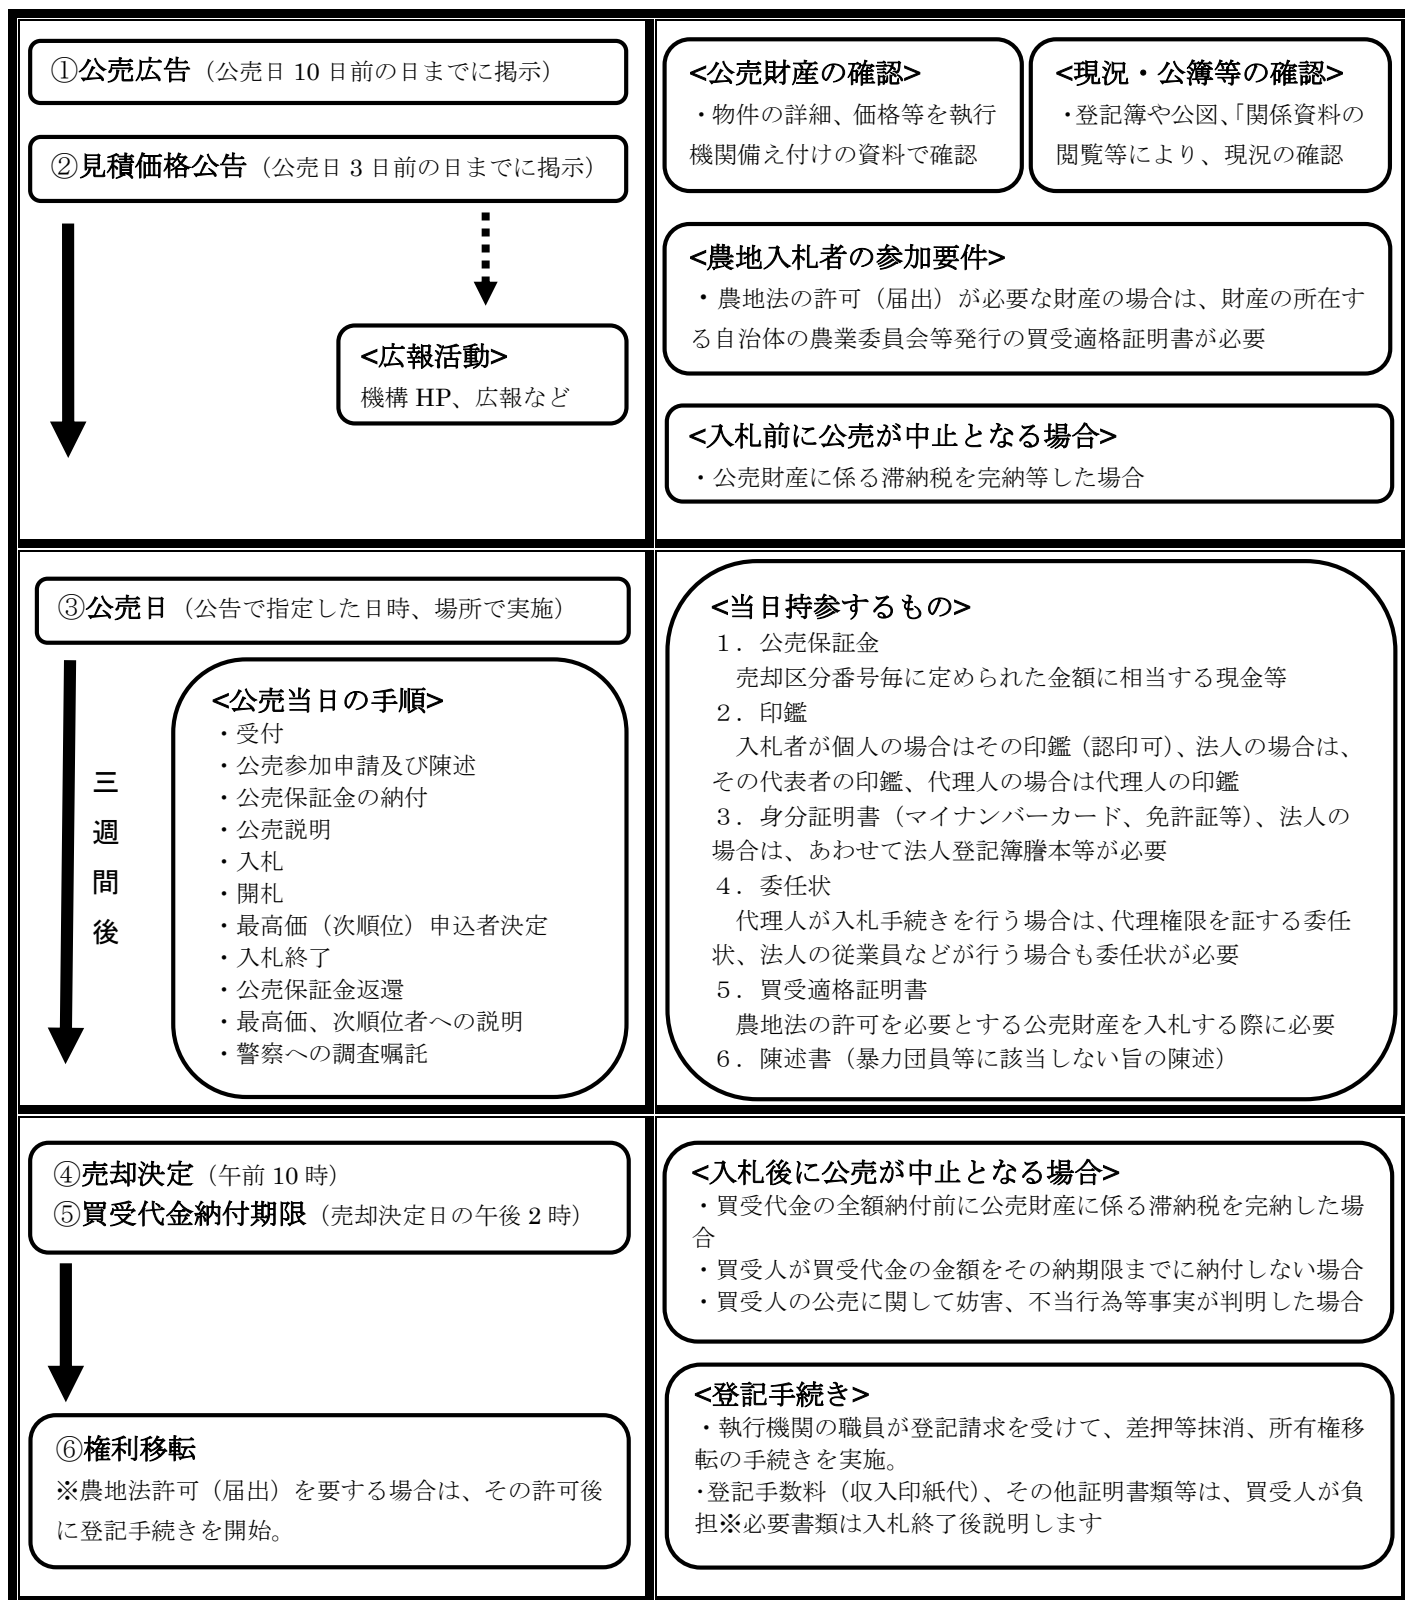 ①公売広告（公売日 10 日前の日までに掲示）
②見積価格公告（公売日 3 日前の日までに掲示）
<広報活動>
機構 HP、広報など
<公売財産の確認>
・物件の詳細、価格等を執行
機関備え付けの資料で確認
<現況・公簿等の確認>
・登記簿や公図、「関係資料の
閲覧等により、現況の確認
<農地入札者の参加要件>
・農地法の許可（届出）が必要な財産の場合は、財産の所在す
る自治体の農業委員会等発行の買受適格証明書が必要
<入札前に公売が中止となる場合>
・公売財産に係る滞納税を完納等した場合
③公売日（公告で指定した日時、場所で実施）
三
週
間
後
<公売当日の手順>
・受付
・公売参加申請及び陳述
・公売保証金の納付
・公売説明
・入札
・開札
・最高価（次順位）申込者決定
・入札終了
・公売保証金返還
・最高価、次順位者への説明
・警察への調査嘱託
<当日持参するもの>
１．公売保証金
売却区分番号毎に定められた金額に相当する現金等
２．印鑑
入札者が個人の場合はその印鑑（認印可）、法人の場合は、
その代表者の印鑑、代理人の場合は代理人の印鑑
３．身分証明書（マイナンバーカード、免許証等）、法人の
場合は、あわせて法人登記簿謄本等が必要
４．委任状
代理人が入札手続きを行う場合は、代理権限を証する委任
状、法人の従業員などが行う場合も委任状が必要
５．買受適格証明書
農地法の許可を必要とする公売財産を入札する際に必要
６．陳述書（暴力団員等に該当しない旨の陳述）
④売却決定（午前 10 時）
⑤買受代金納付期限（売却決定日の午後 2 時）
⑥権利移転
※農地法許可（届出）を要する場合は、その許可後
に登記手続きを開始。
<入札後に公売が中止となる場合>
・買受代金の全額納付前に公売財産に係る滞納税を完納した場
合
・買受人が買受代金の金額をその納期限までに納付しない場合
・買受人の公売に関して妨害、不当行為等事実が判明した場合
<登記手続き>
・執行機関の職員が登記請求を受けて、差押等抹消、所有権移
転の手続きを実施。
・登記手数料（収入印紙代）、その他証明書類等は、買受人が負
担※必要書類は入札終了後説明します